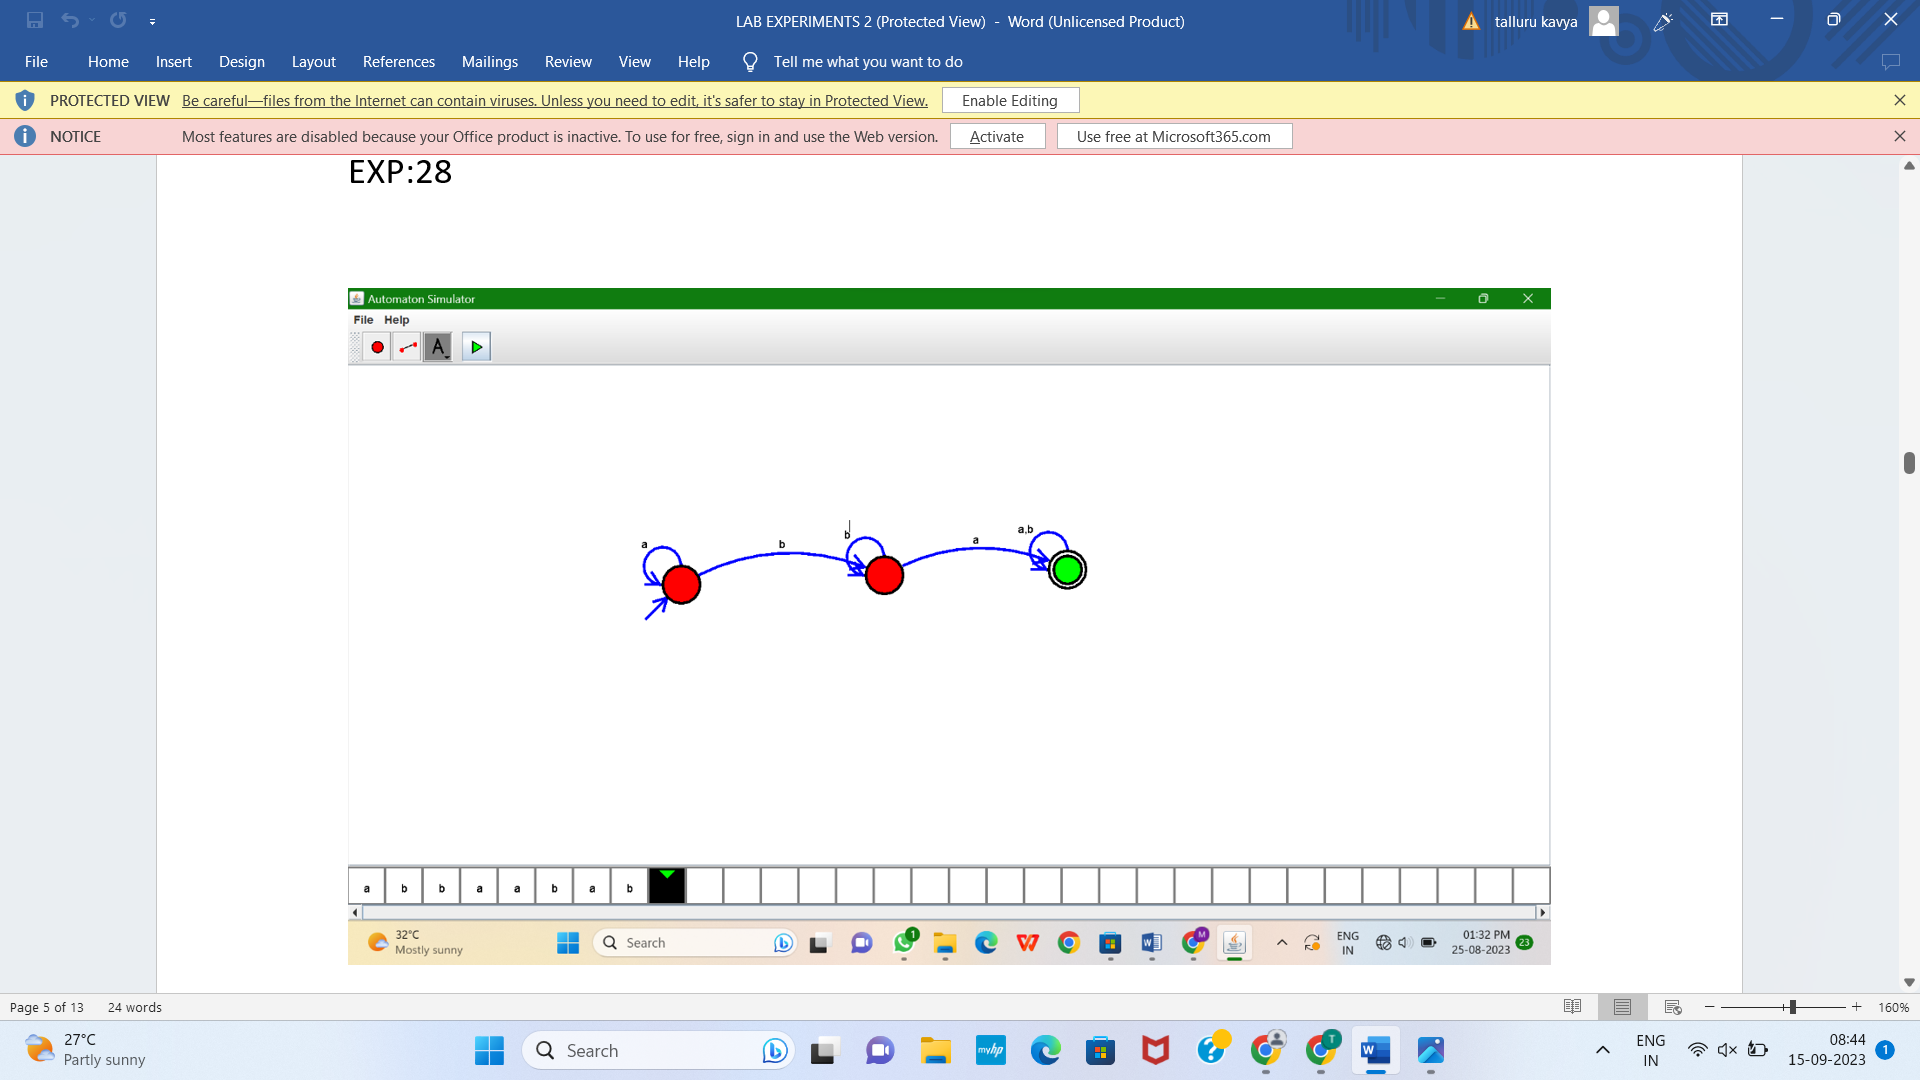 LAB EXPERIMENTS 2 (Protected View) - Word (Unlicensed Product)
talluru kavya
File Home Insert Design Layout References Mailings Review View Help Tell me what you want to do
PROTECTED VIEW Be careful—files from the Internet can contain viruses. Unless you need to edit, it's safer to stay in Protected View. Enable Editing
NOTICE Most features are disabled because your Office product is inactive. To use for free, sign in and use the Web version. Activate Use free at Microsoft365.com
EXP:28
Automaton Simulator
File Help
A
a b b a a,b
a b b a a b a b
32°C
Mostly sunny
Search
1
W
M
ENG
IN
01:32 PM
25-08-2023
23
Page 5 of 13 24 words
160%
27°C
Partly sunny
Search
myhp
T
W
ENG
IN
08:44
15-09-2023
1